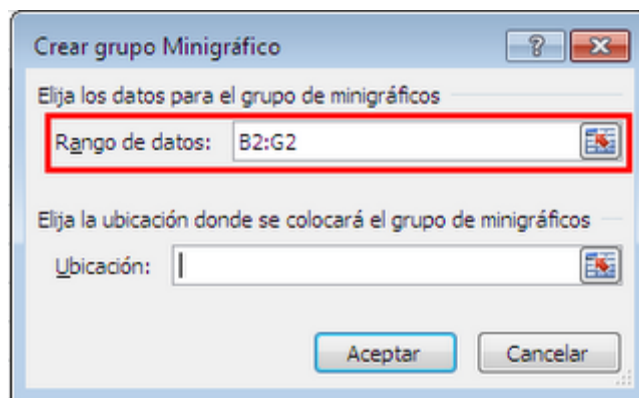 Crear grupo Minigráfico
Elija los datos para el grupo de minigráficos
Rango de datos: B2:G2
Elija la ubicación donde se colocará el grupo de minigráficos
Ubicación:
Aceptar Cancelar